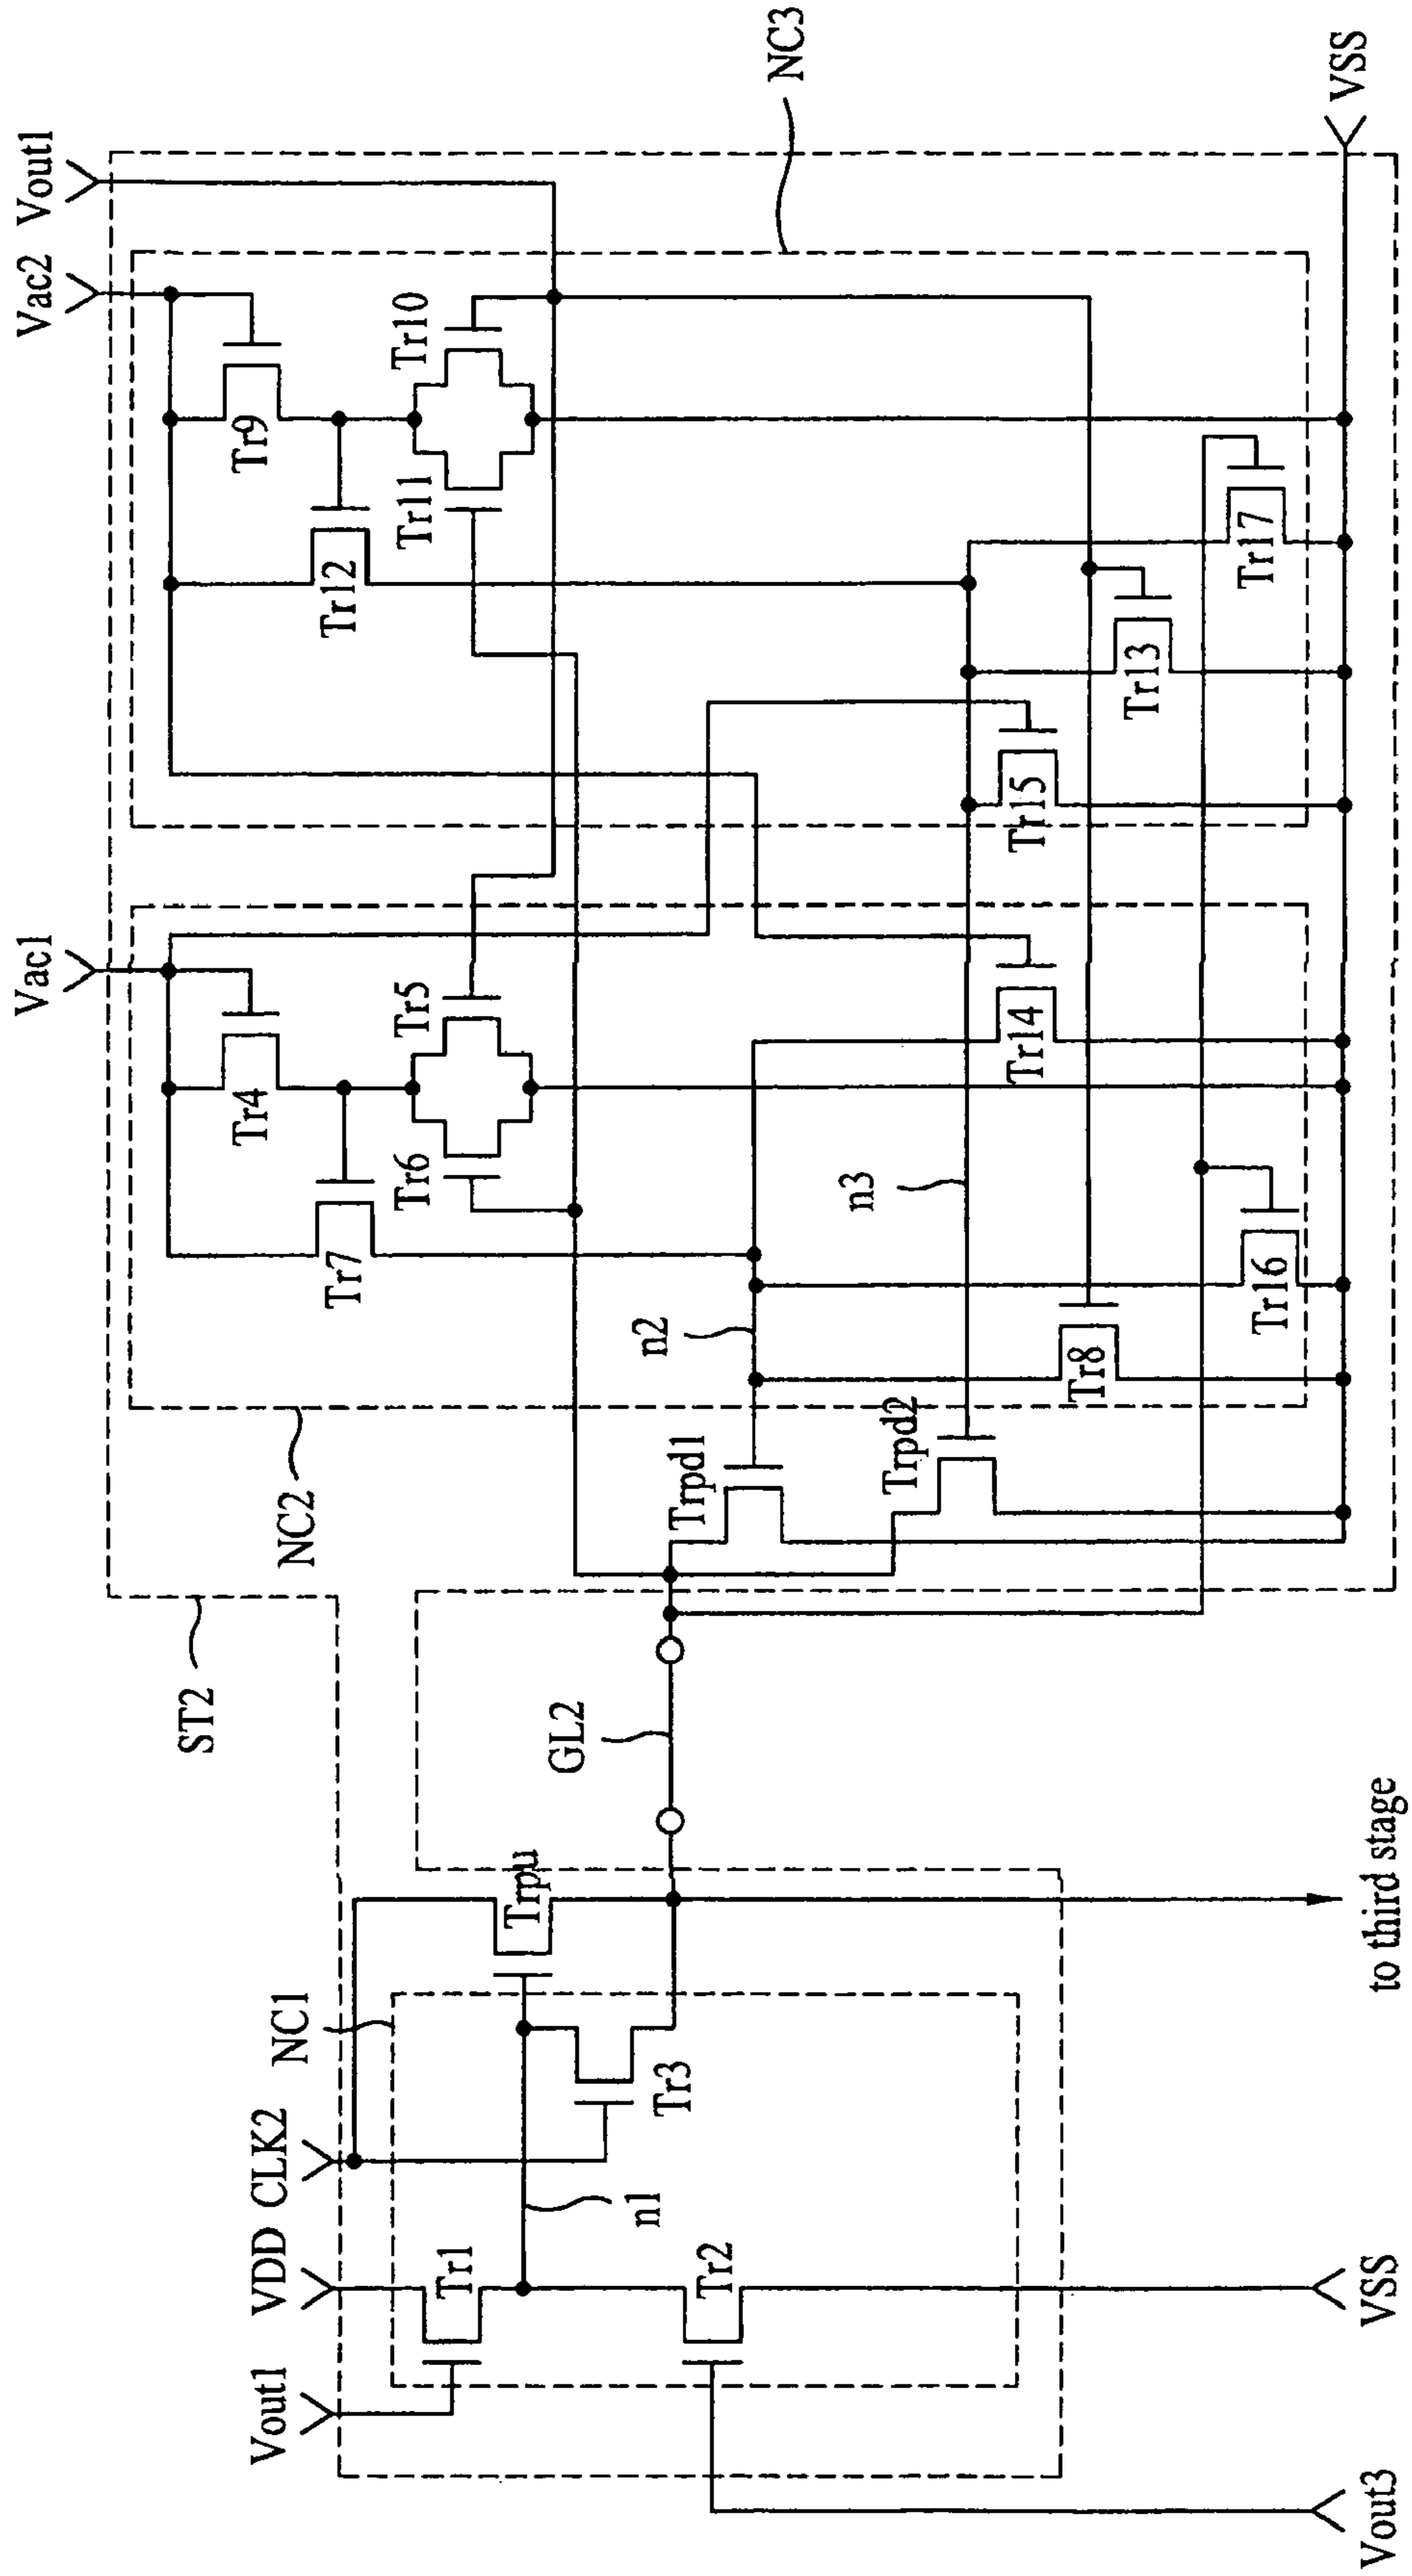 Vac1
Vac2
Vout1
NC3
VSS
Tr9
Tr10
Tr11
Tr12
Tr17
Tr13
Tr15
Tr4
Tr5
Tr6
Tr7
Tr14
n3
Tr16
n2
Tr8
Trpd1
Trpd2
NC2
ST2
GL2
to third stage
Trpu
NC1
Tr3
CLK2
n1
VDD
Tr1
Tr2
VSS
Vout1
Vout3